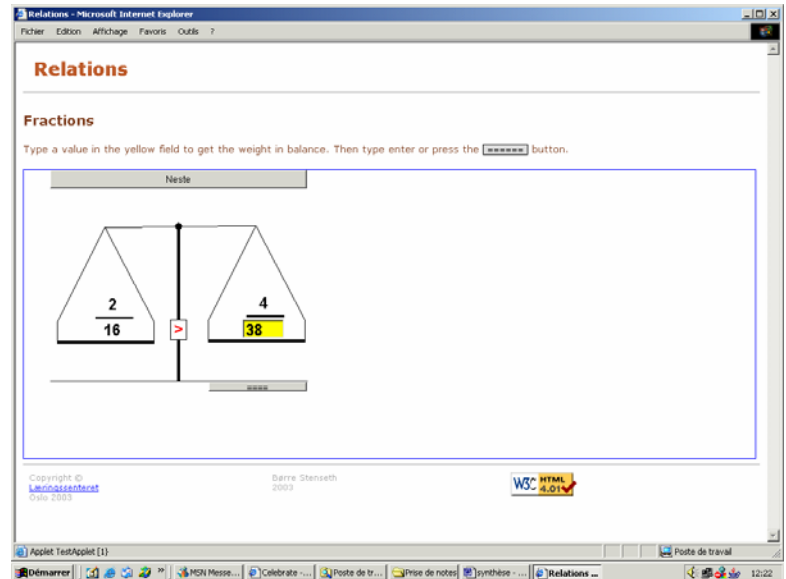 Relations - Microsoft Internet Explorer
Fichier Edition Affichage Favoris Outils ?
Relations
Fractions
Type a value in the yellow field to get the weight in balance. Then type enter or press the ====== button.
Neste
2
16
>
4
38
====
Copyright © Børre Stenseth
Læringssenteret 2003
Oslo 2003
W3C HTML 4.01
Applet TestApplet [1} Poste de travail
Démarrer » MSN Messe... Celebrate -... Poste de tr... Prise de notes synthèse - ... Relations ... 12:22